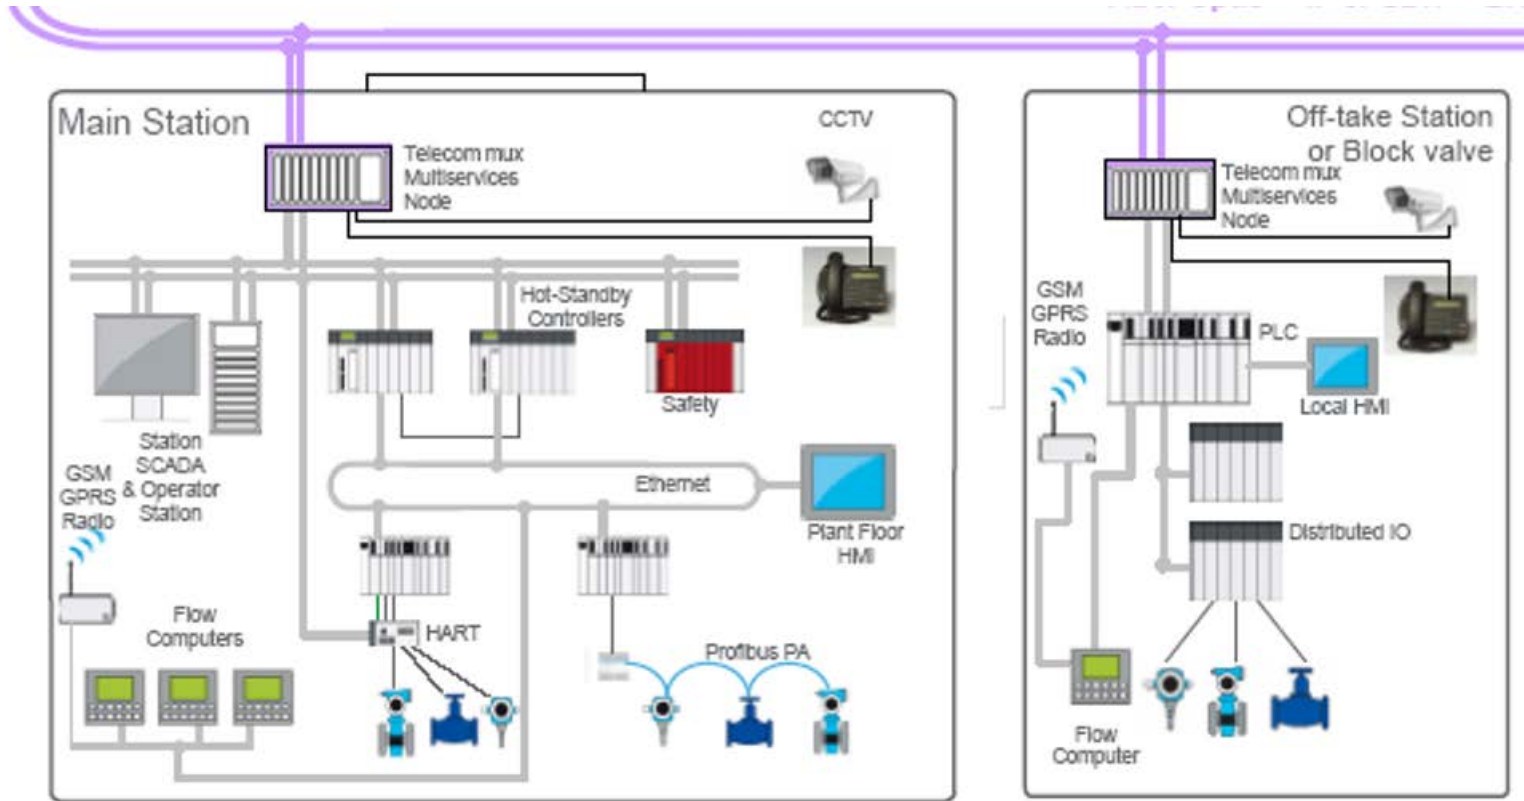 Main Station
CCTV
Telecom mux
Multiservices
Node
Hot-Standby
Controllers
Safety
Station
SCADA
& Operator
Station
GSM
GPRS
Radio
Ethernet
Plant Floor
HMI
Flow
Computers
HART
Profibus PA
Off-take Station
or Block valve
Telecom mux
Multiservices
Node
GSM
GPRS
Radio
PLC
Local HMI
Distributed IO
Flow
Computer